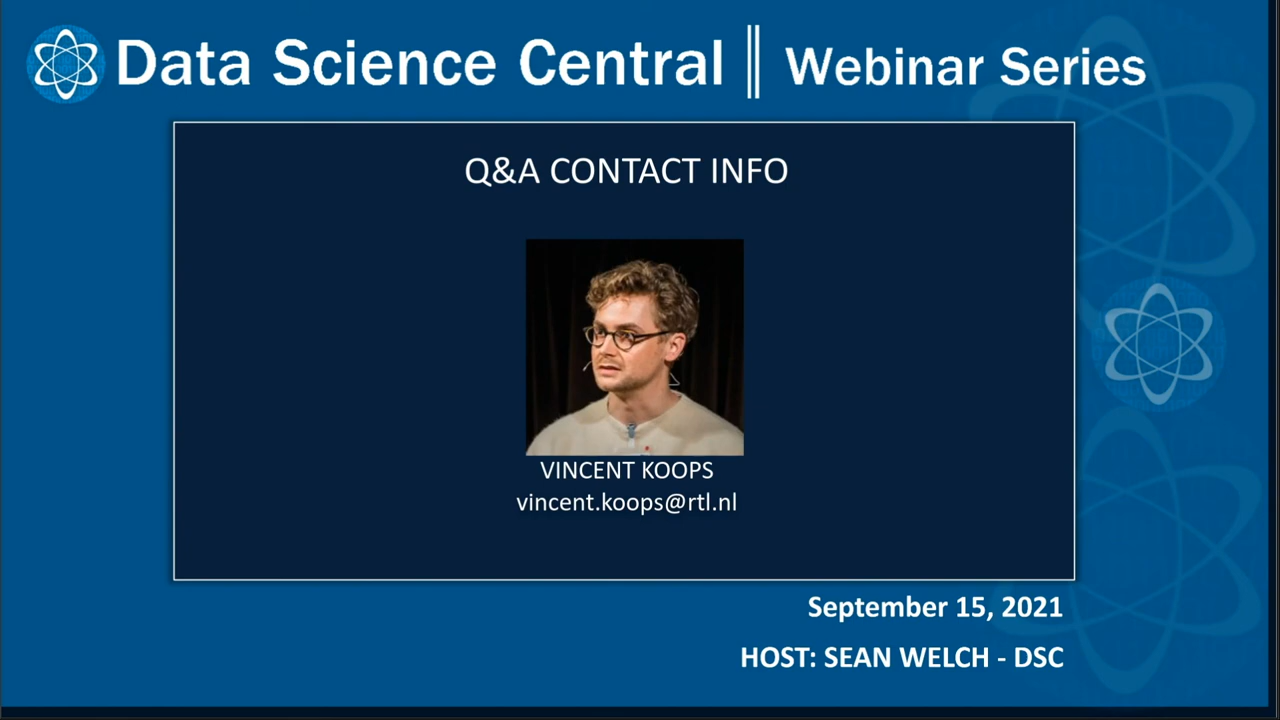 Data Science Central || Webinar Series
Q&A CONTACT INFO
VINCENT KOOPS
vincent.koops@rtl.nl
September 15, 2021
HOST: SEAN WELCH - DSC